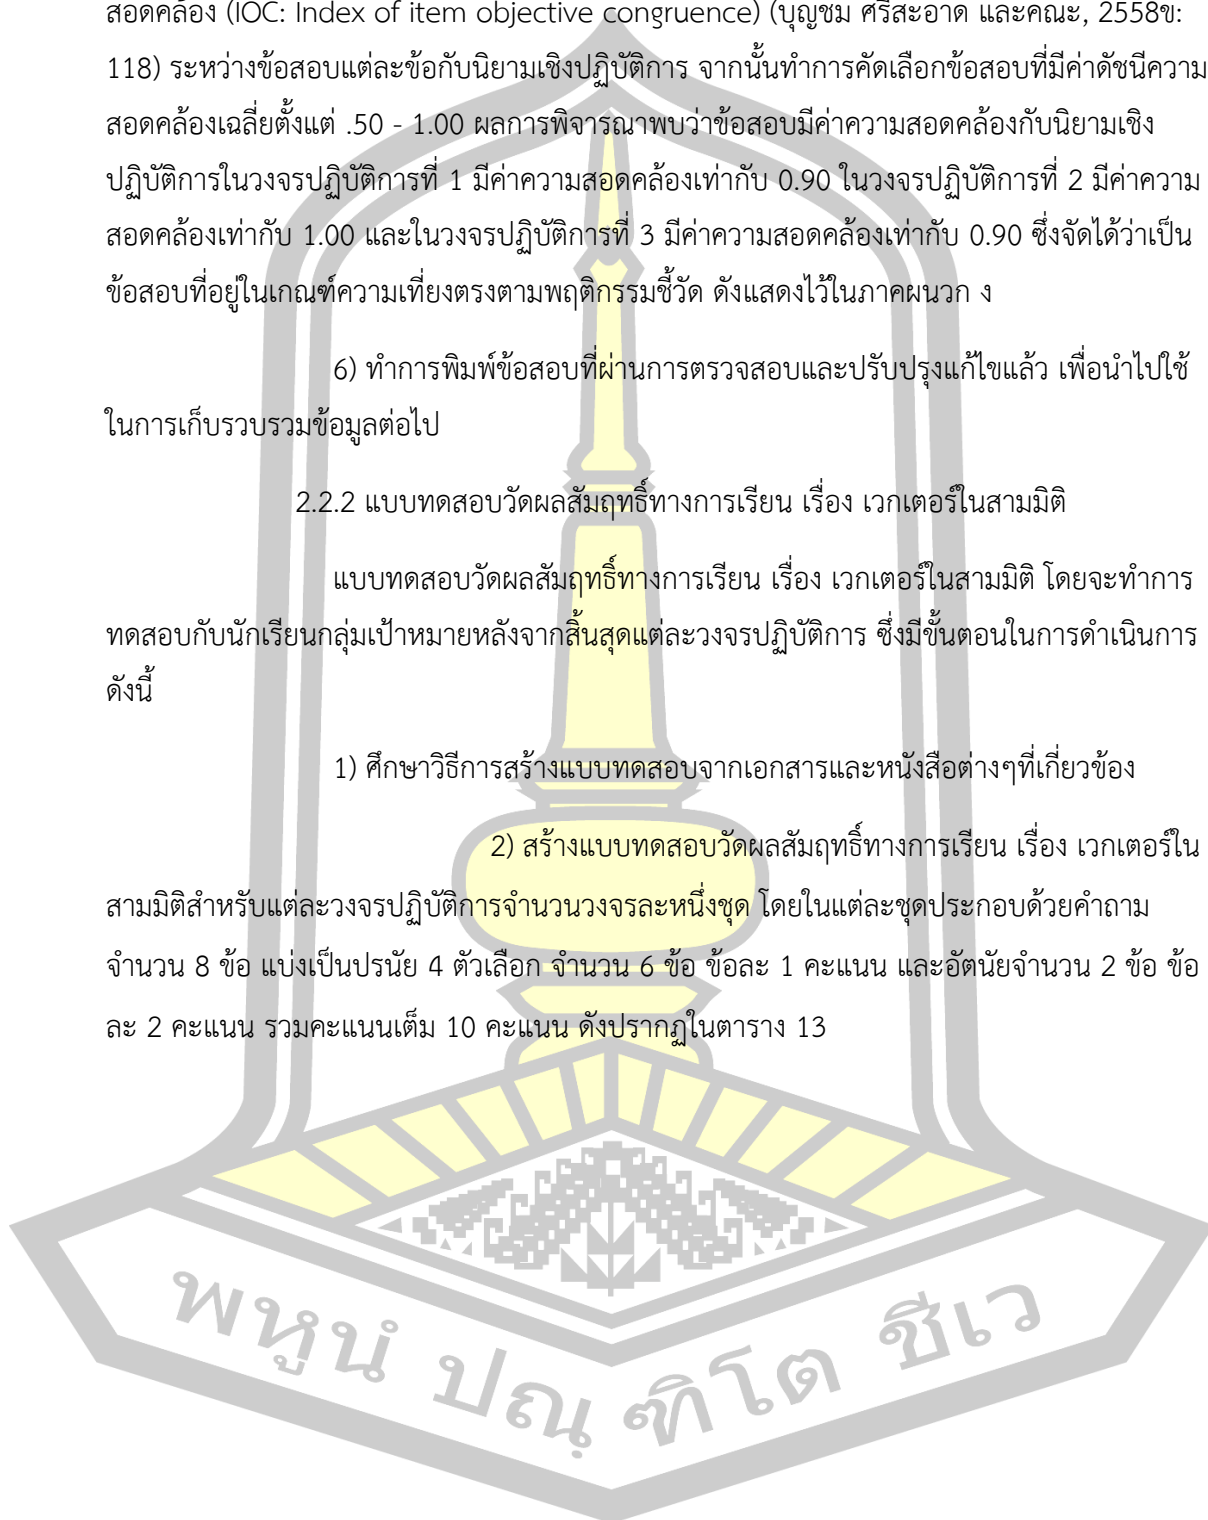 สอดคล้อง (IOC: Index of item objective congruence) (บุญชม ศรีสะอาด และคณะ, 2558ข:
118) ระหว่างข้อสอบแต่ละข้อกับนิยามเชิงปฏิบัติการ จากนั้นทำการคัดเลือกข้อสอบที่มีค่าดัชนีความ
สอดคล้องเฉลี่ยตั้งแต่ .50 - 1.00 ผลการพิจารณาพบว่าข้อสอบมีค่าความสอดคล้องกับนิยามเชิง
ปฏิบัติการในวงจรปฏิบัติการที่ 1 มีค่าความสอดคล้องเท่ากับ 0.90 ในวงจรปฏิบัติการที่ 2 มีค่าความ
สอดคล้องเท่ากับ 1.00 และในวงจรปฏิบัติการที่ 3 มีค่าความสอดคล้องเท่ากับ 0.90 ซึ่งจัดได้ว่าเป็น
ข้อสอบที่อยู่ในเกณฑ์ความเที่ยงตรงตามพฤติกรรมชี้วัด ดังแสดงไว้ในภาคผนวก ง
6) ทำการพิมพ์ข้อสอบที่ผ่านการตรวจสอบและปรับปรุงแก้ไขแล้ว เพื่อนำไปใช้
ในการเก็บรวบรวมข้อมูลต่อไป
2.2.2 แบบทดสอบวัดผลสัมฤทธิ์ทางการเรียน เรื่อง เวกเตอร์ในสามมิติ
แบบทดสอบวัดผลสัมฤทธิ์ทางการเรียน เรื่อง เวกเตอร์ในสามมิติ โดยจะทำการ
ทดสอบกับนักเรียนกลุ่มเป้าหมายหลังจากสิ้นสุดแต่ละวงจรปฏิบัติการ ซึ่งมีขั้นตอนในการดำเนินการ
ดังนี้
1) ศึกษาวิธีการสร้างแบบทดสอบจากเอกสารและหนังสือต่างๆที่เกี่ยวข้อง
2) สร้างแบบทดสอบวัดผลสัมฤทธิ์ทางการเรียน เรื่อง เวกเตอร์ใน
สามมิติสำหรับแต่ละวงจรปฏิบัติการจำนวนวงจรละหนึ่งชุด โดยในแต่ละชุดประกอบด้วยคำถาม
จำนวน 8 ข้อ แบ่งเป็นปรนัย 4 ตัวเลือก จำนวน 6 ข้อ ข้อละ 1 คะแนน และอัตนัยจำนวน 2 ข้อ ข้อ
ละ 2 คะแนน รวมคะแนนเต็ม 10 คะแนน ดังปรากฏในตาราง 13
พหูนํ ปณฺ ฑิโต ชีเว